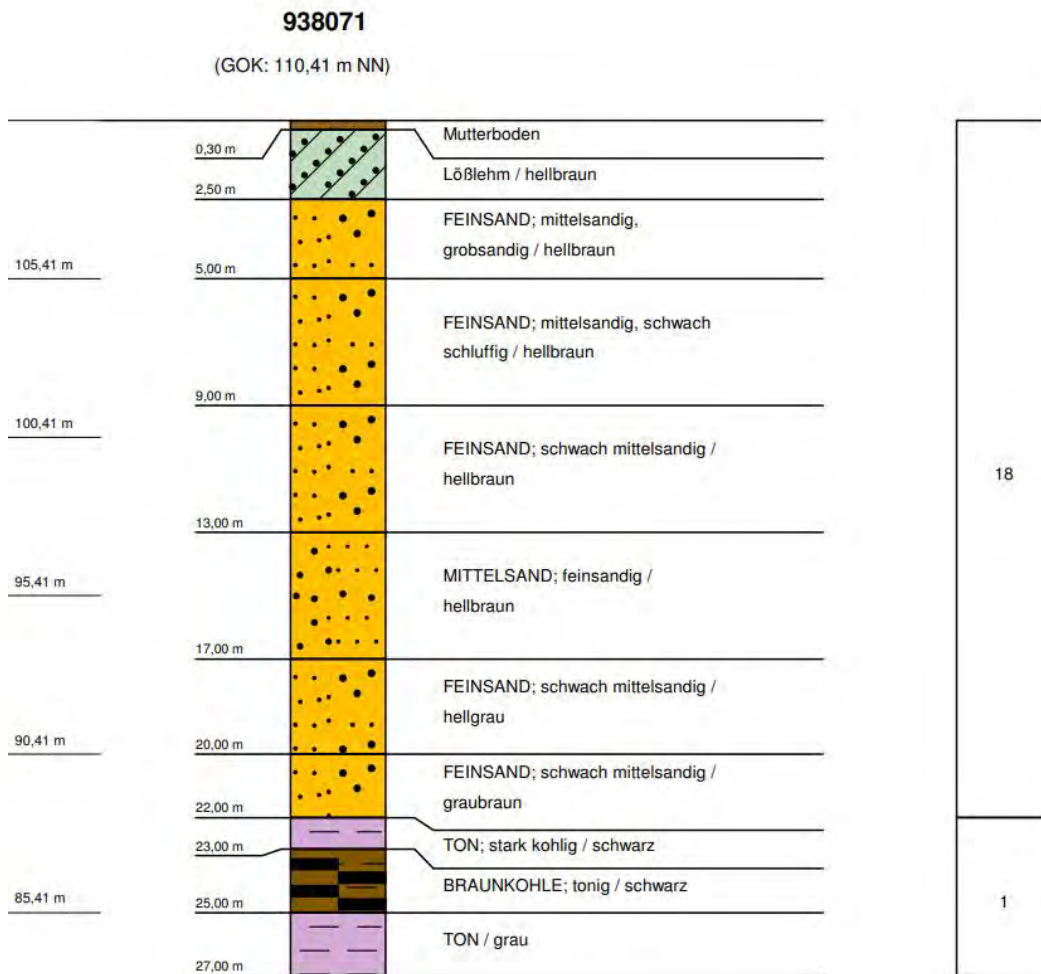 938071
(GOK: 110,41 m NN)
Mutterboden
0,30 m
Lößlehm / hellbraun
2,50 m
FEINSAND; mittelsandig,
grobsandig / hellbraun
105,41 m
5,00 m
FEINSAND; mittelsandig, schwach
schluffig / hellbraun
9,00 m
100,41 m
FEINSAND; schwach mittelsandig /
hellbraun
18
13,00 m
MITTELSAND; feinsandig /
hellbraun
95,41 m
17,00 m
FEINSAND; schwach mittelsandig /
hellgrau
90,41 m
20,00 m
FEINSAND; schwach mittelsandig /
graubraun
22,00 m
TON; stark kohlig / schwarz
23,00 m
BRAUNKOHLE; tonig / schwarz
85,41 m
25,00 m
1
TON / grau
27,00 m